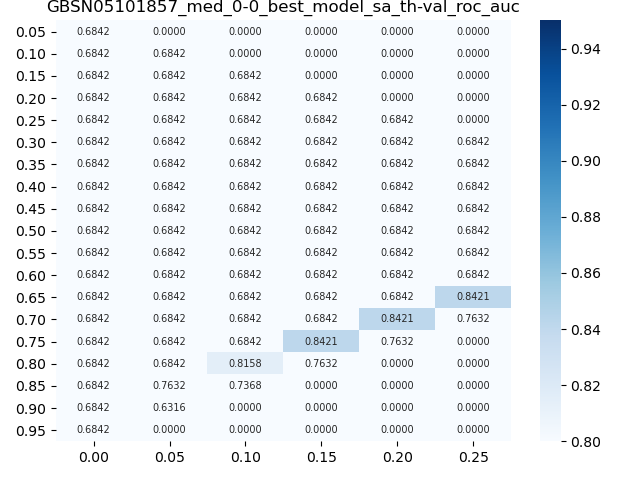 GBSN05101857_med_0-0_best_model_sa_th-val_roc_auc
0.05 0.6842 0.0000 0.0000 0.0000 0.0000 0.0000
0.10 0.6842 0.6842 0.0000 0.0000 0.0000 0.0000 0.94
0.15 0.6842 0.6842 0.6842 0.0000 0.0000 0.0000
0.20 0.6842 0.6842 0.6842 0.6842 0.0000 0.0000 0.92
0.25 0.6842 0.6842 0.6842 0.6842 0.6842 0.0000
0.30 0.6842 0.6842 0.6842 0.6842 0.6842 0.6842
0.35 0.6842 0.6842 0.6842 0.6842 0.6842 0.6842 0.90
0.40 0.6842 0.6842 0.6842 0.6842 0.6842 0.6842
0.45 0.6842 0.6842 0.6842 0.6842 0.6842 0.6842 0.88
0.50 0.6842 0.6842 0.6842 0.6842 0.6842 0.6842
0.55 0.6842 0.6842 0.6842 0.6842 0.6842 0.6842
0.60 0.6842 0.6842 0.6842 0.6842 0.6842 0.6842 0.86
0.65 0.6842 0.6842 0.6842 0.6842 0.6842 0.8421
0.70 0.6842 0.6842 0.6842 0.6842 0.8421 0.7632 0.84
0.75 0.6842 0.6842 0.6842 0.8421 0.7632 0.0000
0.80 0.6842 0.6842 0.8158 0.7632 0.0000 0.0000
0.85 0.6842 0.7632 0.7368 0.0000 0.0000 0.0000 0.82
0.90 0.6842 0.6316 0.0000 0.0000 0.0000 0.0000
0.95 0.6842 0.0000 0.0000 0.0000 0.0000 0.0000 0.80
0.00 0.05 0.10 0.15 0.20 0.25